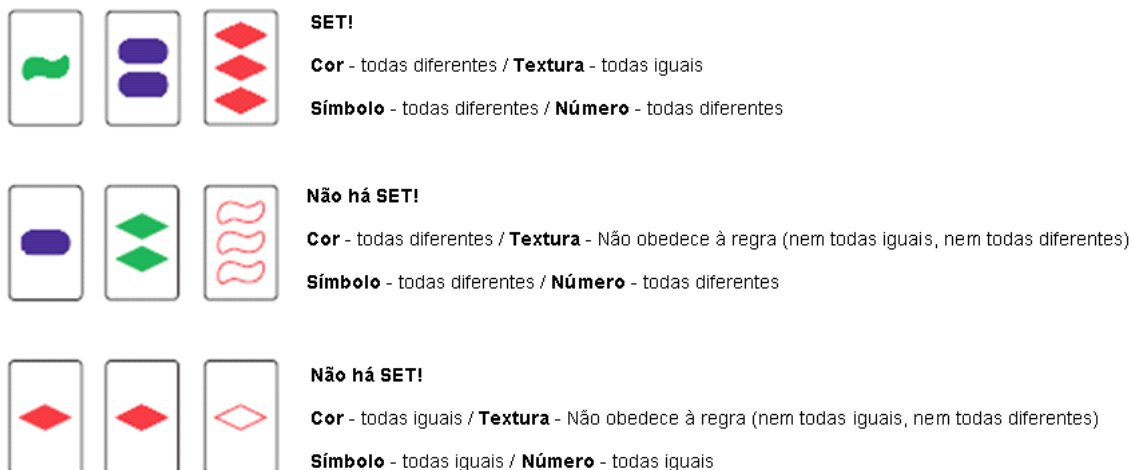 SET!
Cor - todas diferentes / Textura - todas iguais
Símbolo - todas diferentes / Número - todas diferentes
Não há SET!
Cor - todas diferentes / Textura - Não obedece à regra (nem todas iguais, nem todas diferentes)
Símbolo - todas diferentes / Número - todas diferentes
Não há SET!
Cor - todas iguais / Textura - Não obedece à regra (nem todas iguais, nem todas diferentes)
Símbolo - todas iguais / Número - todas iguais